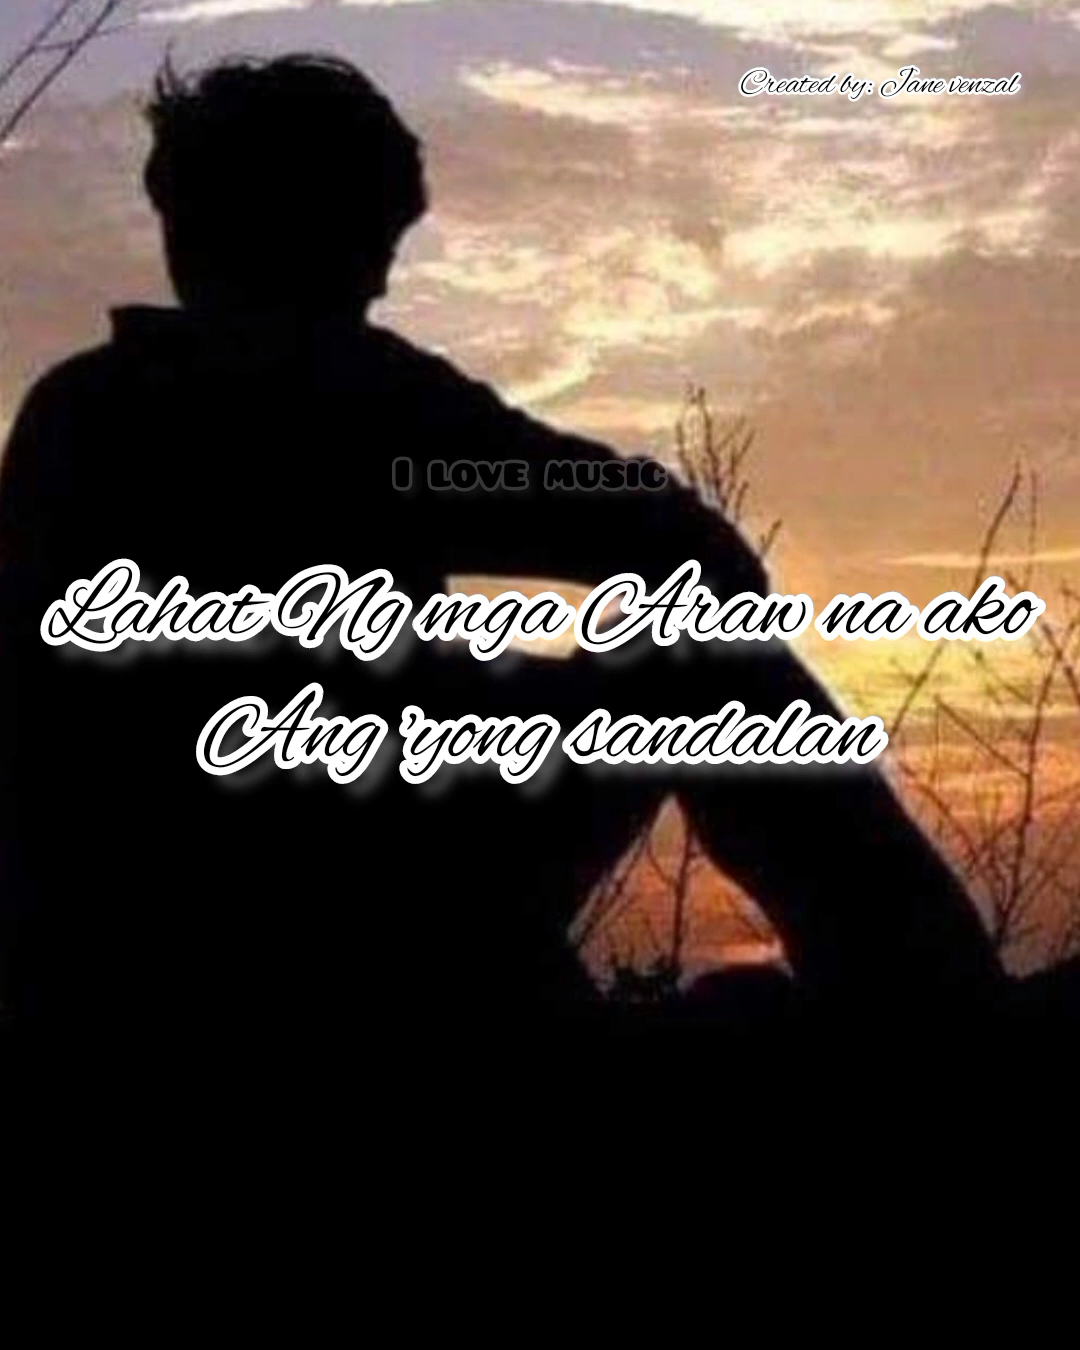 Created by: Jane venzal
I LOVE MUSIC
Lahat Ng mga Araw na ako
Ang 'yong sandalan